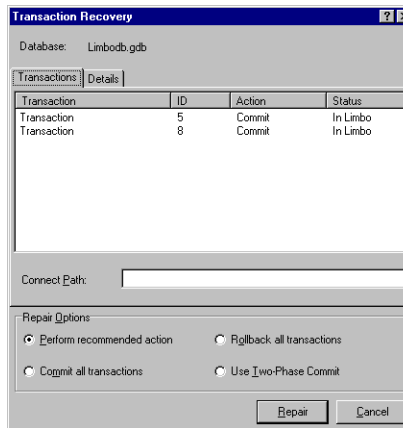 Transaction Recovery
Database: Limbodb.gdb
Transactions Details
Transaction ID Action Status
Transaction 5 Commit In Limbo
Transaction 8 Commit In Limbo
Connect Path:
Repair Options
Perform recommended action Rollback all transactions
Commit all transactions Use Two-Phase Commit
Repair Cancel